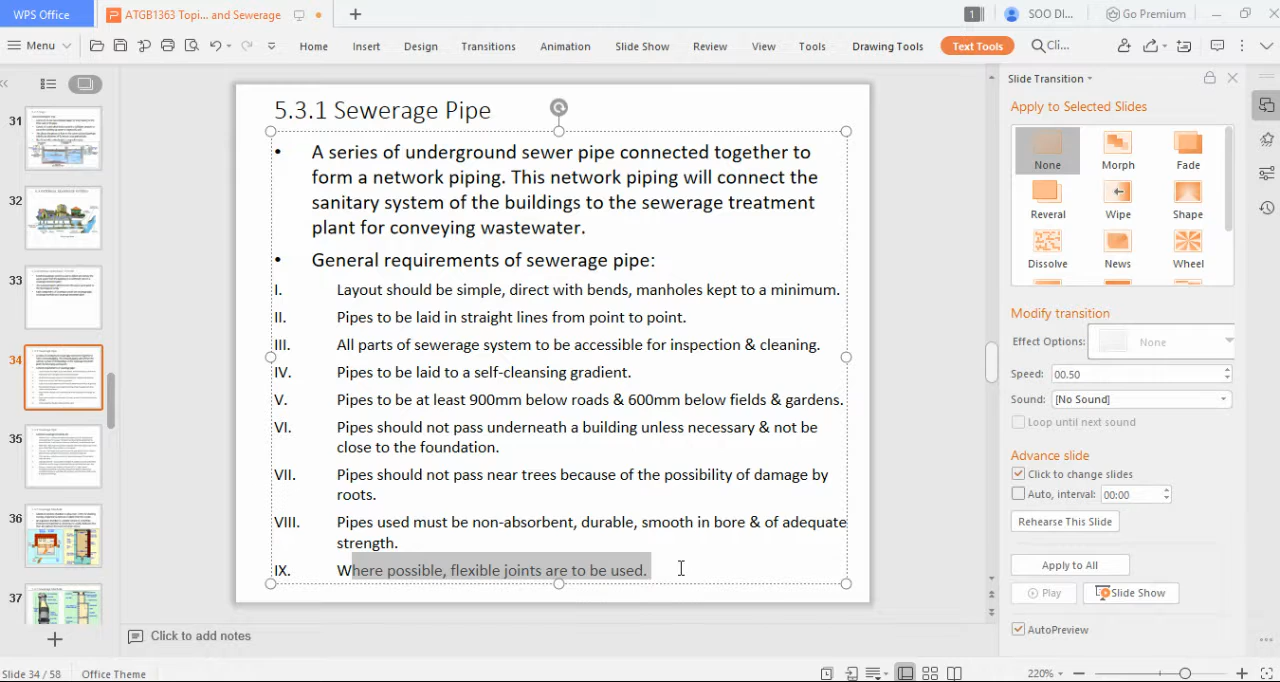 WPS Office
ATGB1363 Topi... and Sewerage
1
SOO DI...
Go Premium
Menu
Home
Insert
Design
Transitions
Animation
Slide Show
Review
View
Tools
Drawing Tools
Text Tools
Cli...
31
32
33
34
35
36
37
5.3.1 Sewerage Pipe
• A series of underground sewer pipe connected together to
form a network piping. This network piping will connect the
sanitary system of the buildings to the sewerage treatment
plant for conveying wastewater.
• General requirements of sewerage pipe:
I. Layout should be simple, direct with bends, manholes kept to a minimum.
II. Pipes to be laid in straight lines from point to point.
III. All parts of sewerage system to be accessible for inspection & cleaning.
IV. Pipes to be laid to a self-cleansing gradient.
V. Pipes to be at least 900mm below roads & 600mm below fields & gardens.
VI. Pipes should not pass underneath a building unless necessary & not be
close to the foundation.
VII. Pipes should not pass near trees because of the possibility of damage by
roots.
VIII. Pipes used must be non-absorbent, durable, smooth in bore & of adequate
strength.
IX. Where possible, flexible joints are to be used.
Click to add notes
Slide Transition
Apply to Selected Slides
None
Morph
Fade
Reveral
Wipe
Shape
Dissolve
News
Wheel
Modify transition
Effect Options:
None
Speed: 00.50
Sound: [No Sound]
Loop until next sound
Advance slide
Click to change slides
Auto, interval: 00:00
Rehearse This Slide
Apply to All
Play
Slide Show
AutoPreview
Slide 34 / 58
Office Theme
220%